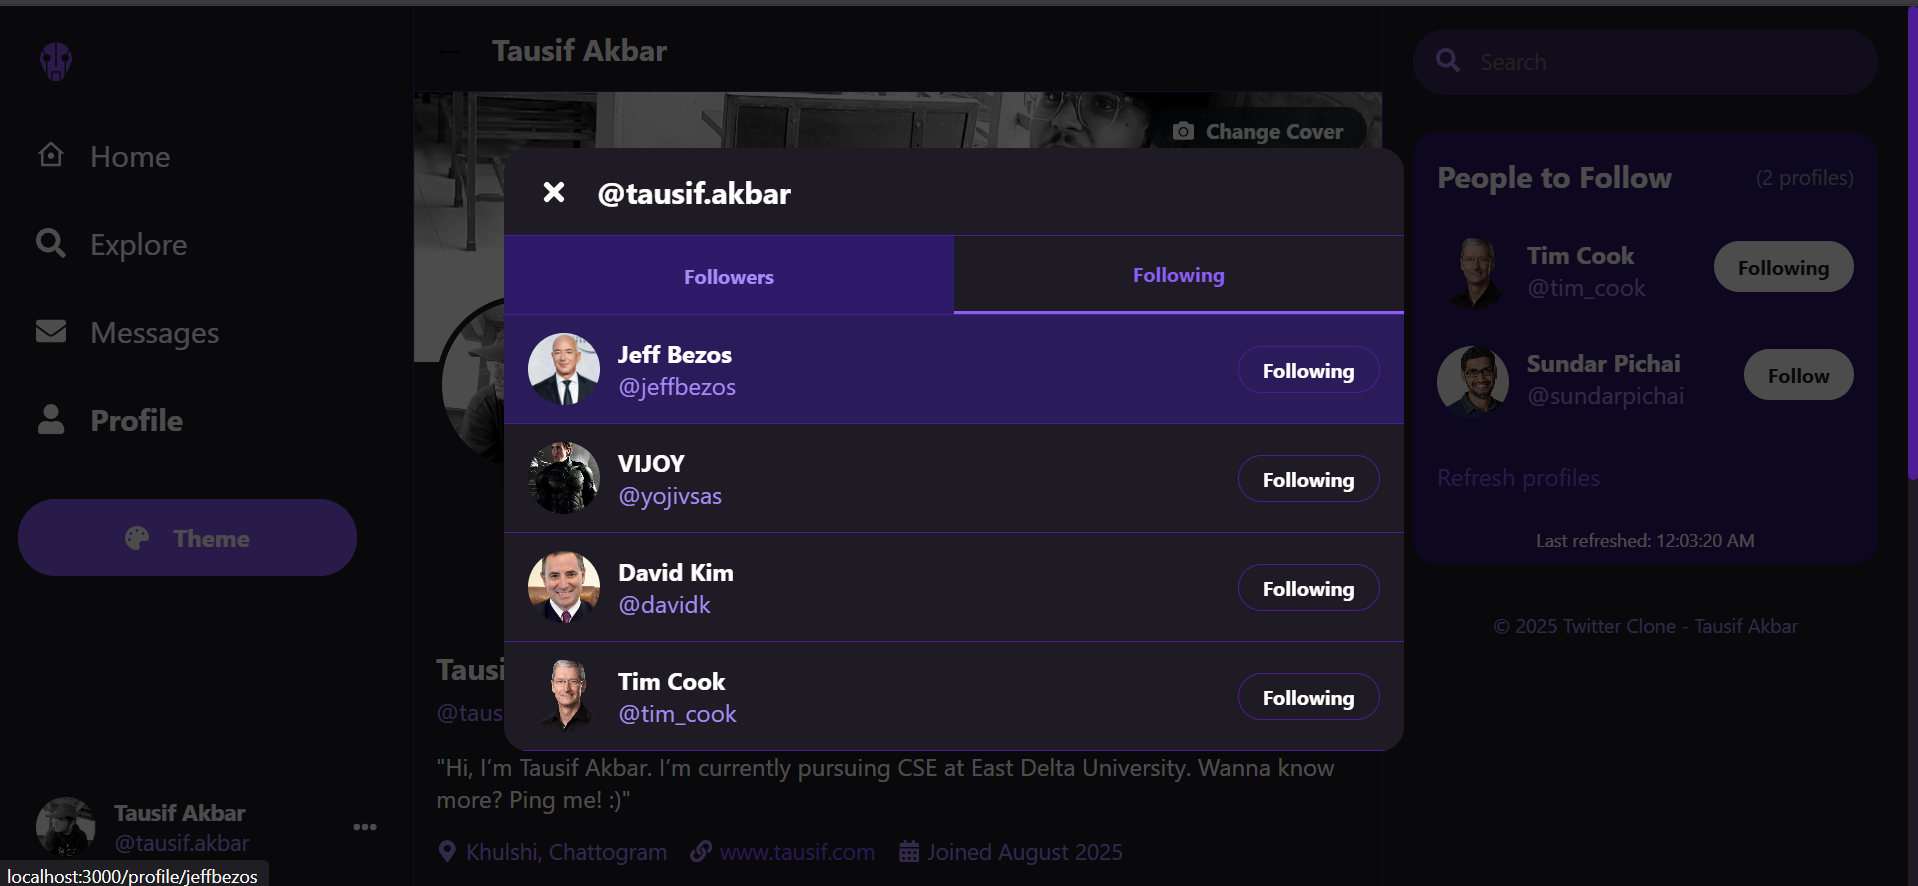 Home
Explore
Messages
Profile
Theme
Tausif Akbar
@tausif.akbar
localhost:3000/profile/jeffbezos
← Tausif Akbar
Change Cover
@tausif.akbar
Followers
Following
Jeff Bezos
@jeffbezos
Following
VIJOY
@yojivsas
Following
David Kim
@davidk
Following
Tim Cook
@tim_cook
Following
Tausi
@taus
"Hi, I’m Tausif Akbar. I’m currently pursuing CSE at East Delta University. Wanna know
more? Ping me! :)"
Khulshi, Chattogram www.tausif.com Joined August 2025
Search
People to Follow (2 profiles)
Tim Cook
@tim_cook
Following
Sundar Pichai
@sundarpichai
Follow
Refresh profiles
Last refreshed: 12:03:20 AM
© 2025 Twitter Clone - Tausif Akbar